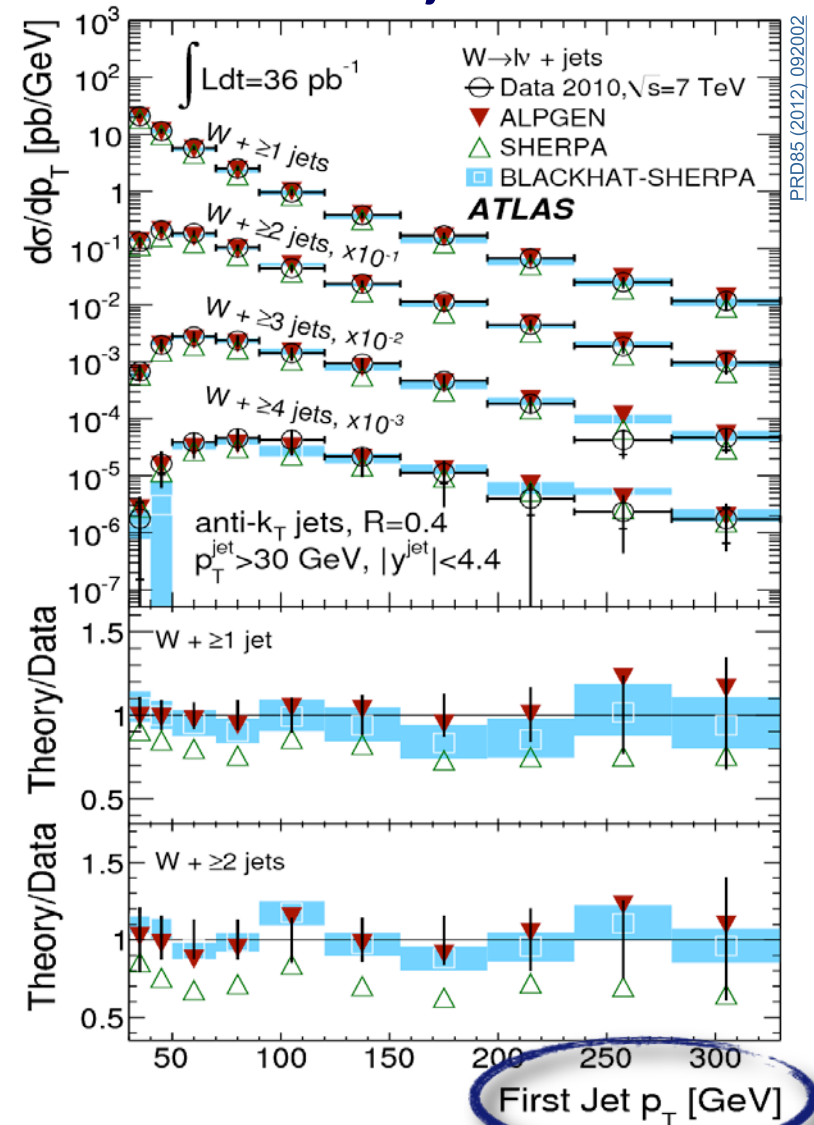 10³
10²
10
1
10⁻¹
10⁻²
10⁻³
10⁻⁴
10⁻⁵
10⁻⁶
10⁻⁷
dσ/dp_T [pb/GeV]
∫ Ldt=36 pb⁻¹
W→lν + jets
Data 2010,√s=7 TeV
ALPGEN
SHERPA
BLACKHAT-SHERPA
ATLAS
PRD85 (2012) 092002
W + ≥1 jets
W + ≥2 jets, x10⁻¹
W + ≥3 jets, x10⁻²
W + ≥4 jets, x10⁻³
anti-k_T jets, R=0.4
p_T^jet>30 GeV, |y^jet|<4.4
Theory/Data
1.5
1
0.5
W + ≥1 jet
Theory/Data
1.5
1
0.5
W + ≥2 jets
50 100 150 200 250 300
First Jet p_T [GeV]